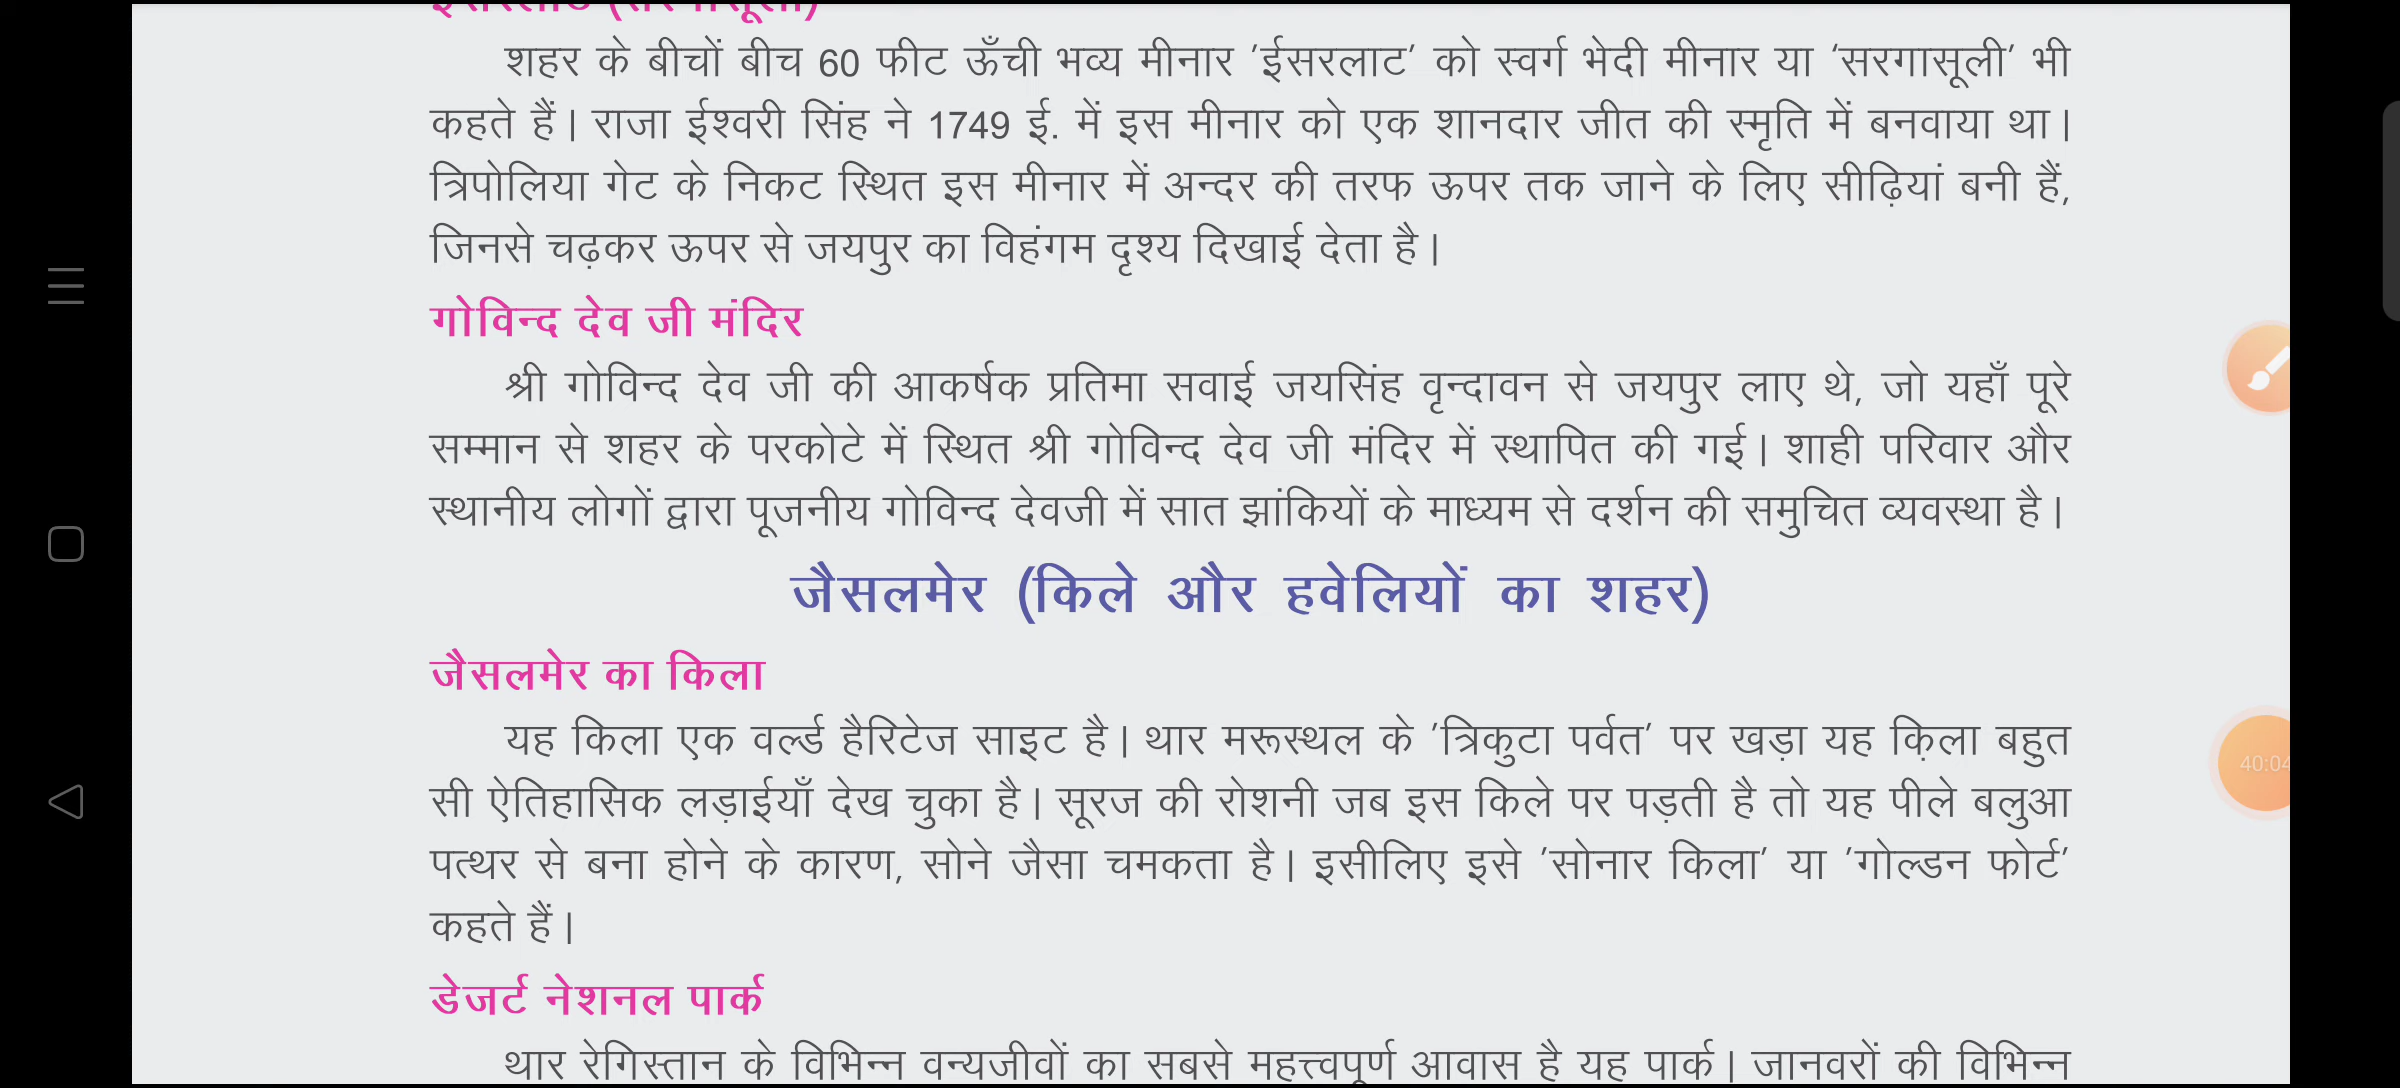 शहर के बीचों बीच 60 फीट ऊँची भव्य मीनार 'ईसरलाट' को स्वर्ग भेदी मीनार या 'सरगासूली' भी
कहते हैं। राजा ईश्वरी सिंह ने 1749 ई. में इस मीनार को एक शानदार जीत की स्मृति में बनवाया था।
त्रिपोलिया गेट के निकट स्थित इस मीनार में अन्दर की तरफ ऊपर तक जाने के लिए सीढ़ियां बनी हैं,
जिनसे चढ़कर ऊपर से जयपुर का विहंगम दृश्य दिखाई देता है।
गोविन्द देव जी मंदिर
श्री गोविन्द देव जी की आकर्षक प्रतिमा सवाई जयसिंह वृन्दावन से जयपुर लाए थे, जो यहाँ पूरे
सम्मान से शहर के परकोटे में स्थित श्री गोविन्द देव जी मंदिर में स्थापित की गई। शाही परिवार और
स्थानीय लोगों द्वारा पूजनीय गोविन्द देवजी में सात झांकियों के माध्यम से दर्शन की समुचित व्यवस्था है।
जैसलमेर (किले और हवेलियों का शहर)
जैसलमेर का किला
यह किला एक वर्ल्ड हैरिटेज साइट है। थार मरूस्थल के 'त्रिकुटा पर्वत' पर खड़ा यह क़िला बहुत
सी ऐतिहासिक लड़ाईयाँ देख चुका है। सूरज की रोशनी जब इस किले पर पड़ती है तो यह पीले बलुआ
पत्थर से बना होने के कारण, सोने जैसा चमकता है। इसीलिए इसे 'सोनार किला' या 'गोल्डन फोर्ट'
कहते हैं।
डेजर्ट नेशनल पार्क
थार रेगिस्तान के विभिन्न वन्यजीवों का सबसे महत्त्वपूर्ण आवास है यह पार्क। जानवरों की विभिन्न
40:04